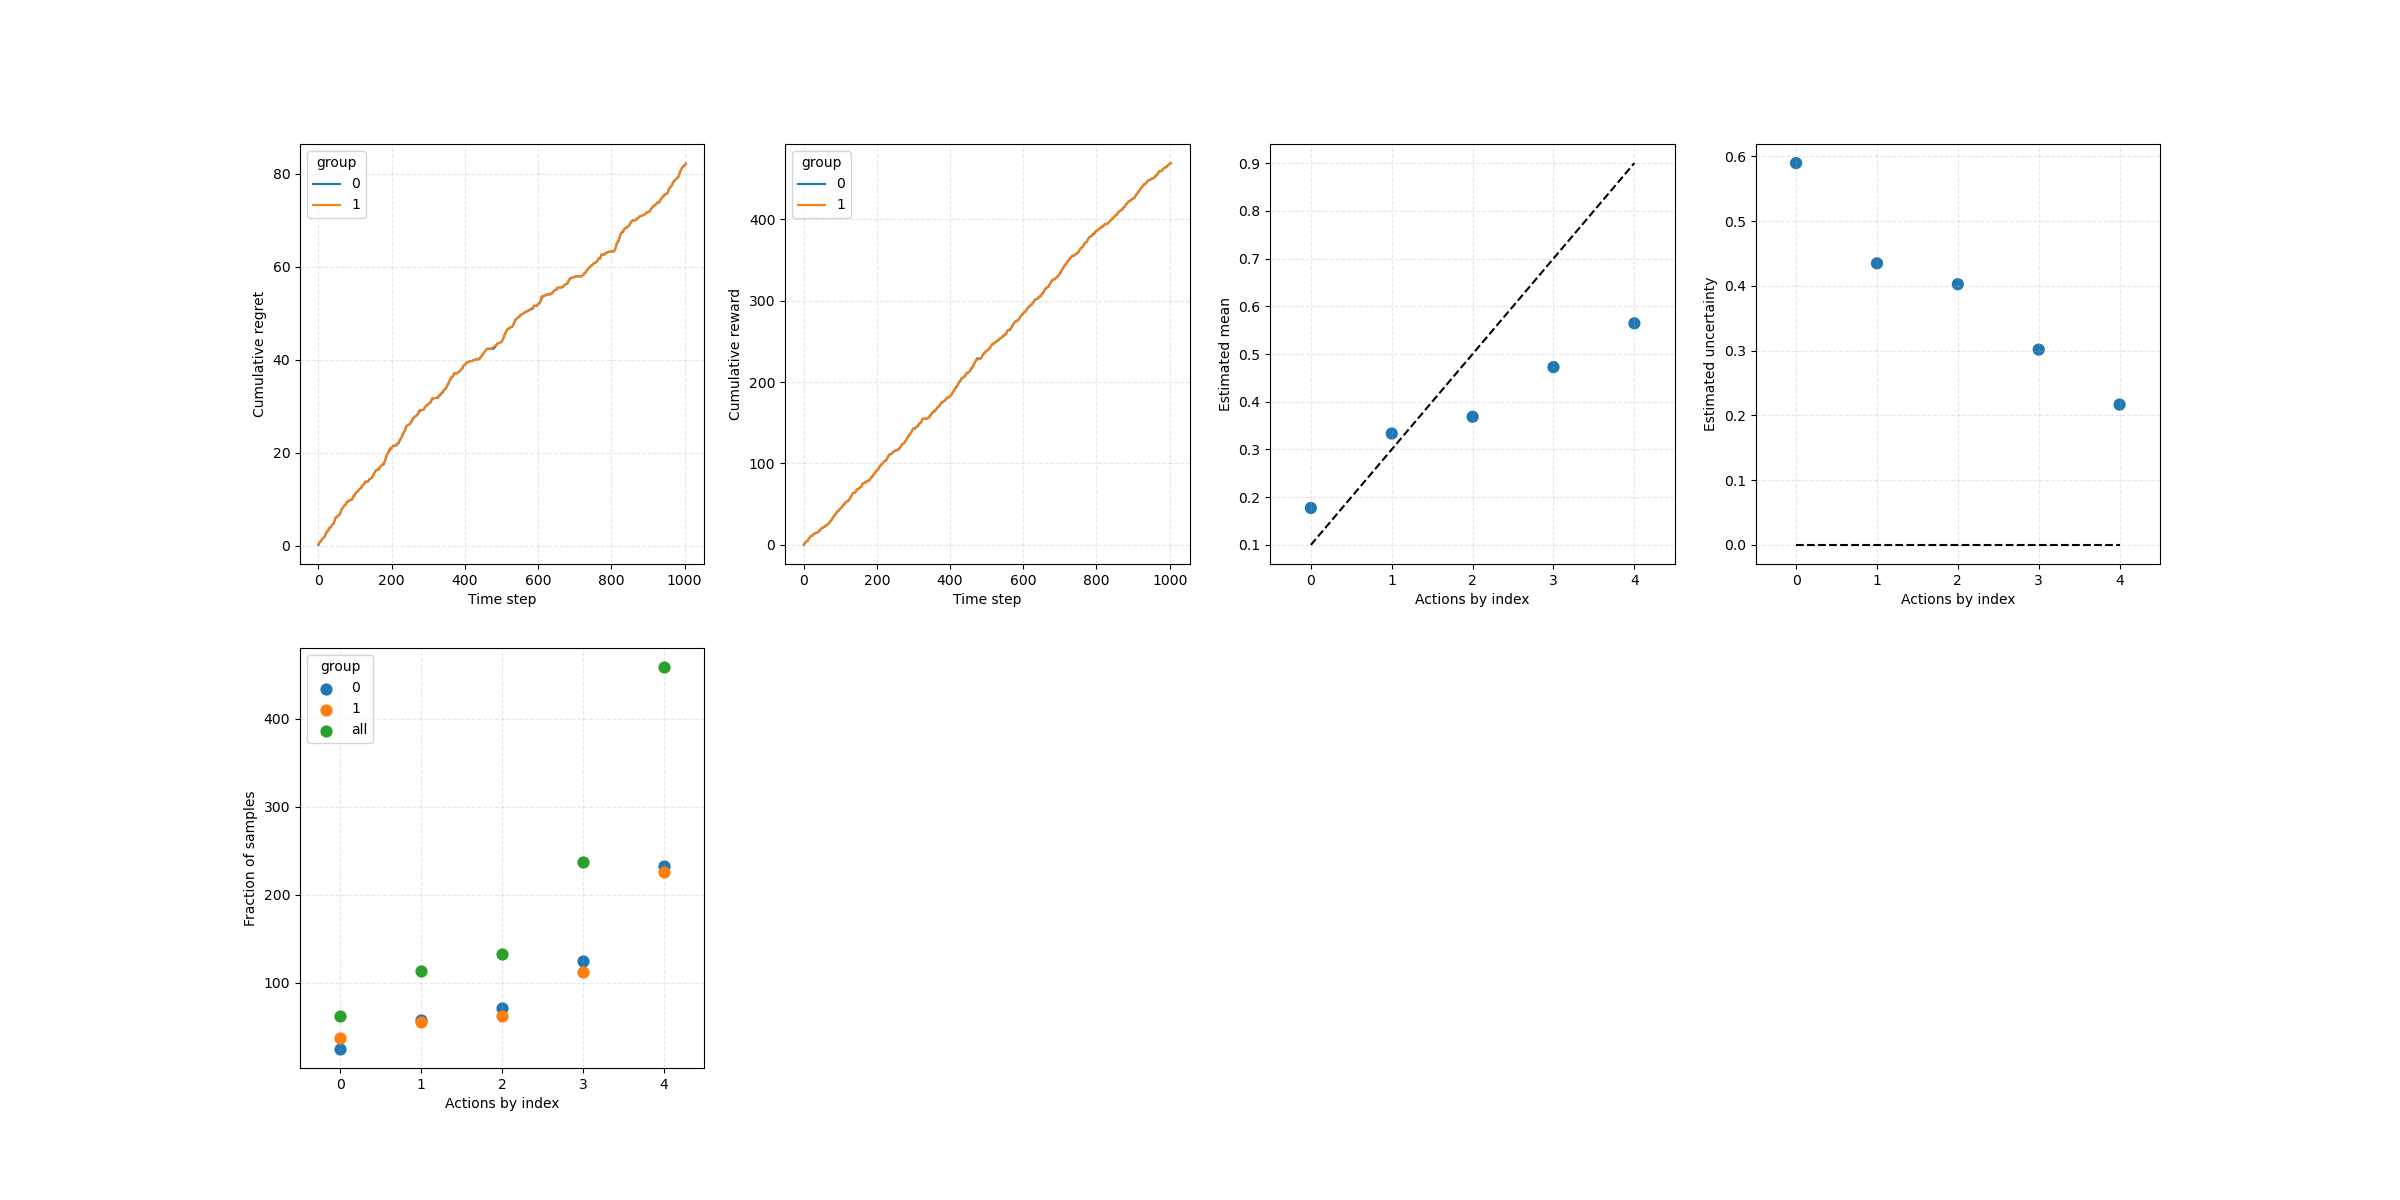 group
0
1
80
60
40
20
0
Cumulative regret
0 200 400 600 800 1000
Time step
group
0
1
400
300
200
100
0
Cumulative reward
0 200 400 600 800 1000
Time step
0.9
0.8
0.7
0.6
0.5
0.4
0.3
0.2
0.1
Estimated mean
0 1 2 3 4
Actions by index
0.6
0.5
0.4
0.3
0.2
0.1
0.0
Estimated uncertainty
0 1 2 3 4
Actions by index
group
0
1
all
400
300
200
100
Fraction of samples
0 1 2 3 4
Actions by index